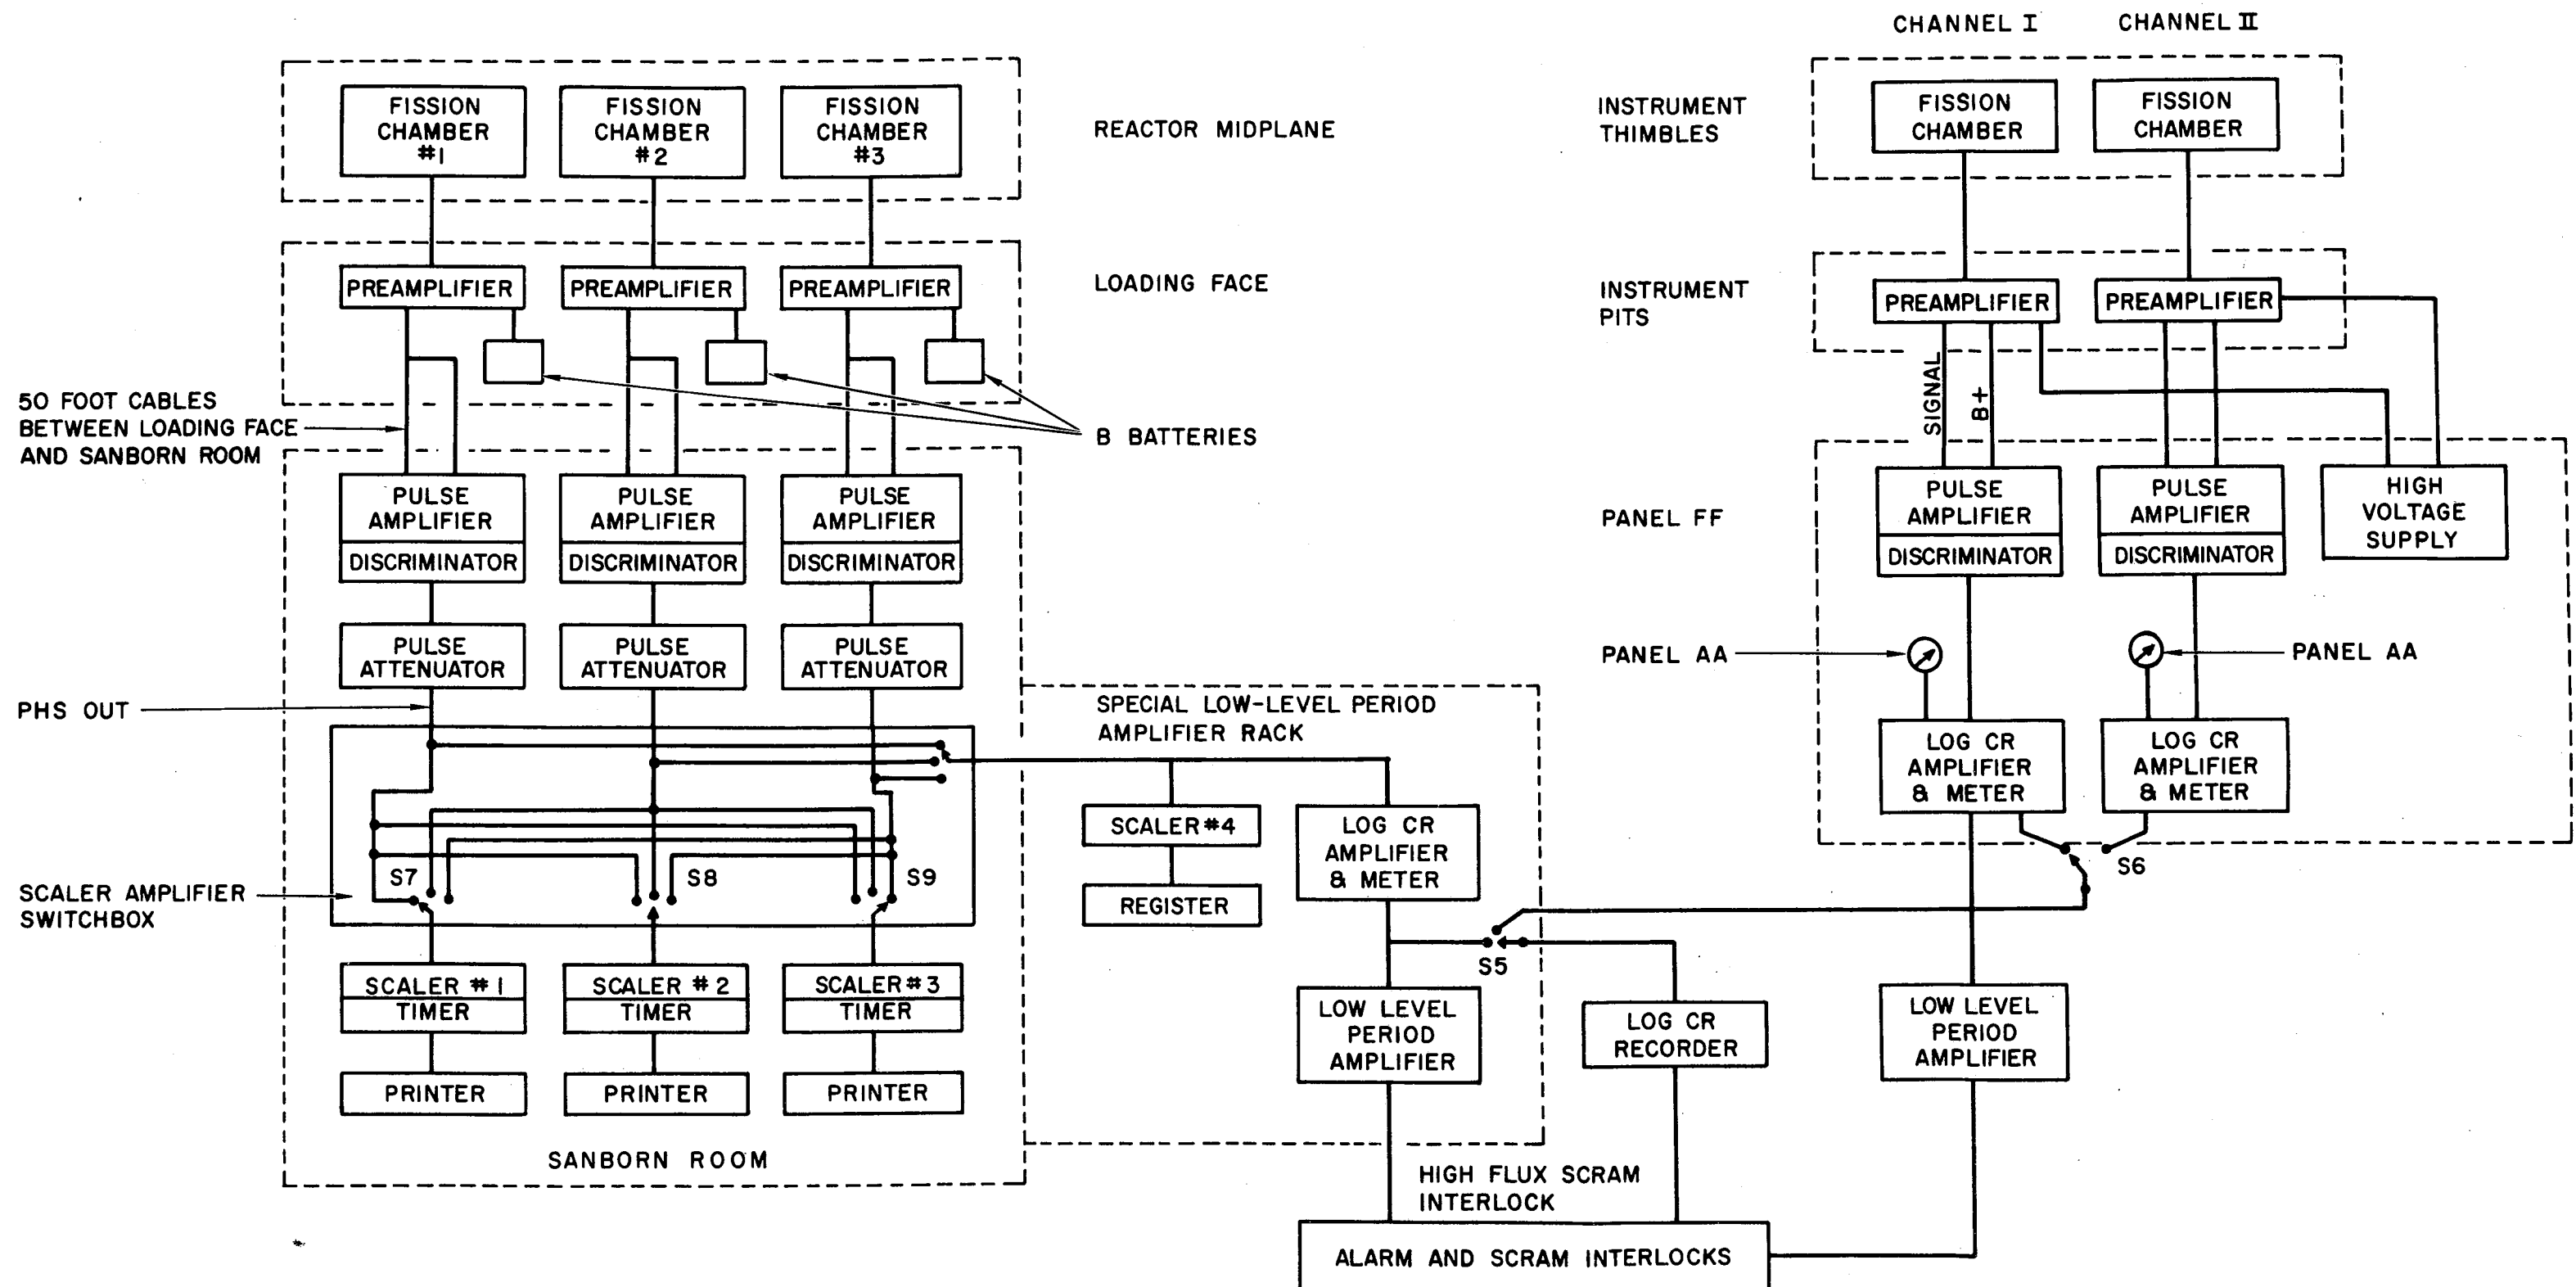 CHANNEL I
CHANNEL II
FISSION
CHAMBER
#1
FISSION
CHAMBER
#2
FISSION
CHAMBER
#3
REACTOR MIDPLANE
INSTRUMENT
THIMBLES
FISSION
CHAMBER
FISSION
CHAMBER
PREAMPLIFIER
PREAMPLIFIER
PREAMPLIFIER
LOADING FACE
INSTRUMENT
PITS
PREAMPLIFIER
PREAMPLIFIER
SIGNAL
B+
50 FOOT CABLES
BETWEEN LOADING FACE
AND SANBORN ROOM
B BATTERIES
PULSE
AMPLIFIER
DISCRIMINATOR
PULSE
AMPLIFIER
DISCRIMINATOR
PULSE
AMPLIFIER
DISCRIMINATOR
PANEL FF
PULSE
AMPLIFIER
DISCRIMINATOR
PULSE
AMPLIFIER
DISCRIMINATOR
HIGH
VOLTAGE
SUPPLY
PULSE
ATTENUATOR
PULSE
ATTENUATOR
PULSE
ATTENUATOR
PANEL AA
PANEL AA
PHS OUT
SPECIAL LOW-LEVEL PERIOD
AMPLIFIER RACK
LOG CR
AMPLIFIER
& METER
LOG CR
AMPLIFIER
& METER
SCALER AMPLIFIER
SWITCHBOX
S7
S8
S9
SCALER #4
REGISTER
LOG CR
AMPLIFIER
& METER
S6
S5
SCALER #1
TIMER
SCALER #2
TIMER
SCALER #3
TIMER
LOW LEVEL
PERIOD
AMPLIFIER
LOG CR
RECORDER
LOW LEVEL
PERIOD
AMPLIFIER
PRINTER
PRINTER
PRINTER
SANBORN ROOM
HIGH FLUX SCRAM
INTERLOCK
ALARM AND SCRAM INTERLOCKS